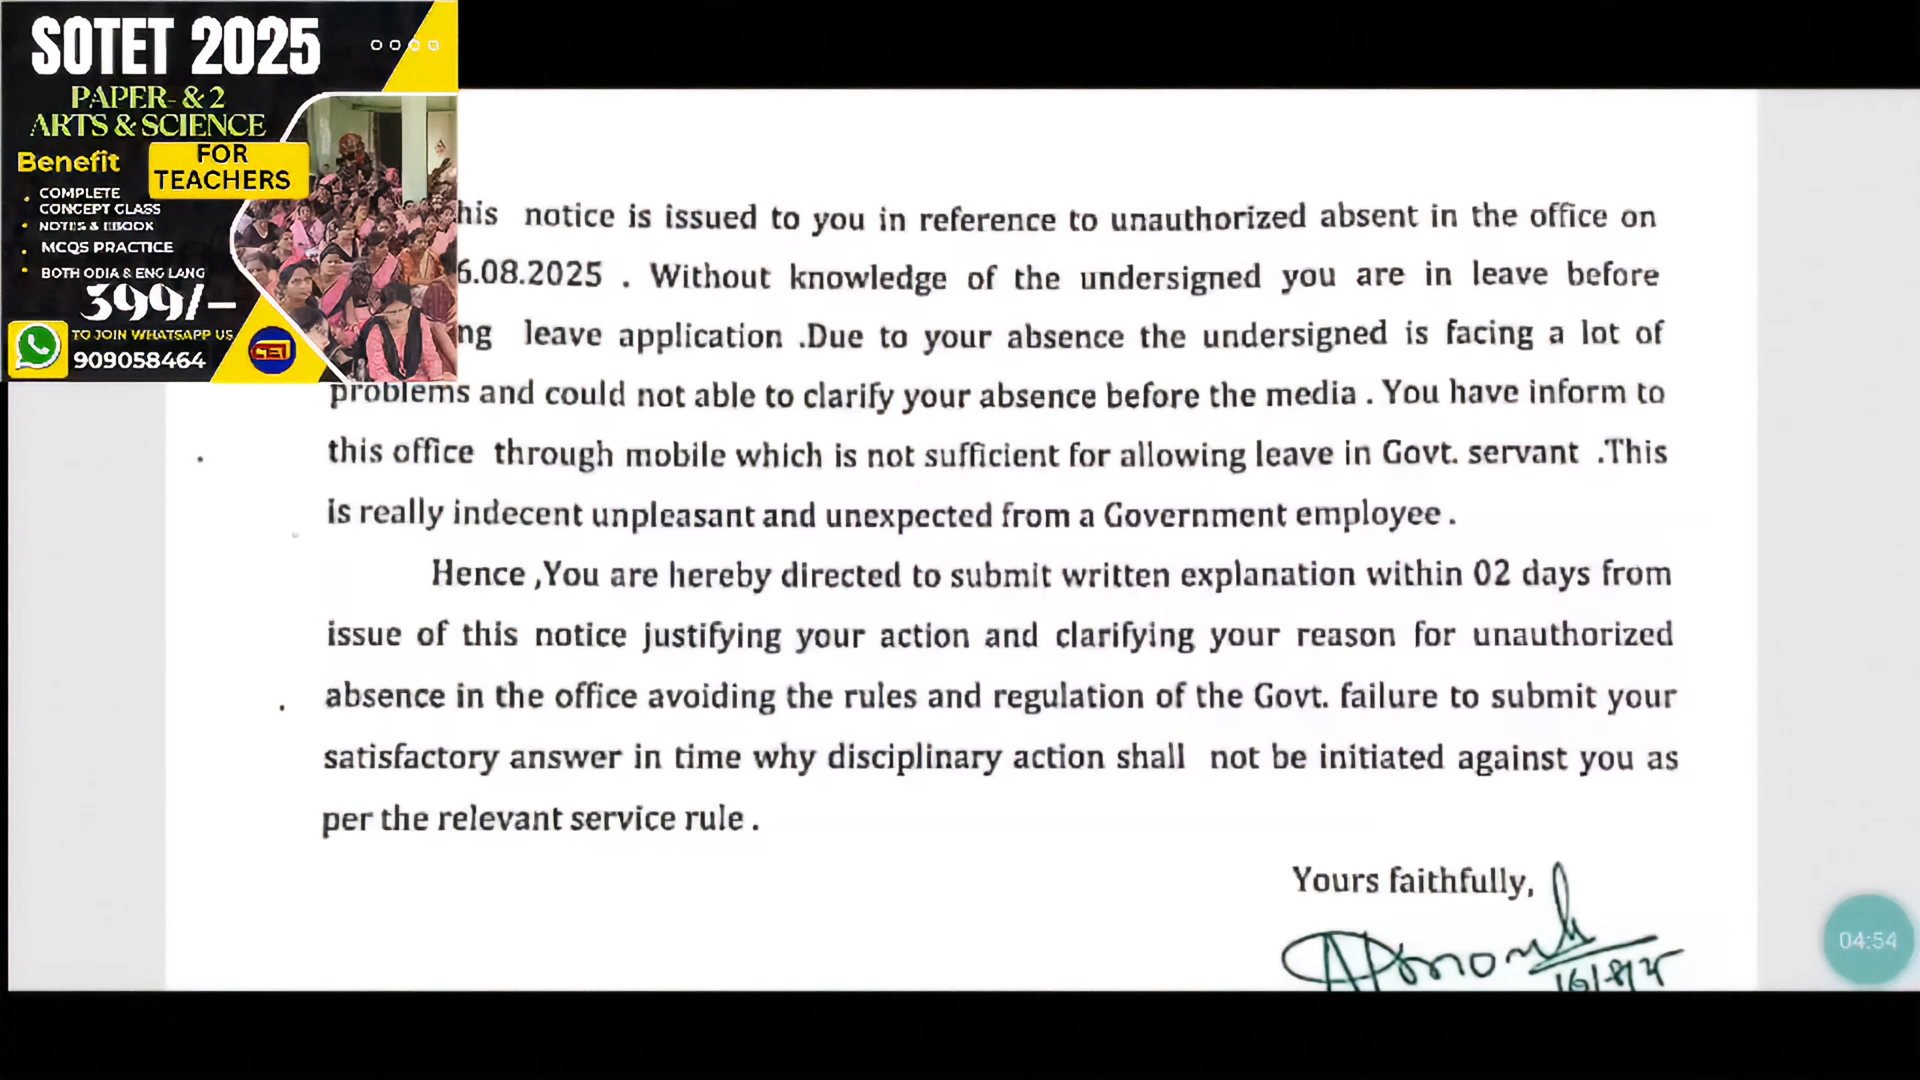 SOTET 2025
PAPER- & 2
ARTS & SCIENCE
Benefit
FOR
TEACHERS
COMPLETE
CONCEPT CLASS
NOTES & EBOOK
MCQS PRACTICE
BOTH ODIA & ENG LANG
399/-
TO JOIN WHATSAPP US
909058464
his notice is issued to you in reference to unauthorized absent in the office on
6.08.2025 . Without knowledge of the undersigned you are in leave before
ng leave application .Due to your absence the undersigned is facing a lot of
problems and could not able to clarify your absence before the media . You have inform to
this office through mobile which is not sufficient for allowing leave in Govt. servant .This
is really indecent unpleasant and unexpected from a Government employee .
Hence ,You are hereby directed to submit written explanation within 02 days from
issue of this notice justifying your action and clarifying your reason for unauthorized
absence in the office avoiding the rules and regulation of the Govt. failure to submit your
satisfactory answer in time why disciplinary action shall not be initiated against you as
per the relevant service rule .
Yours faithfully,
04:54